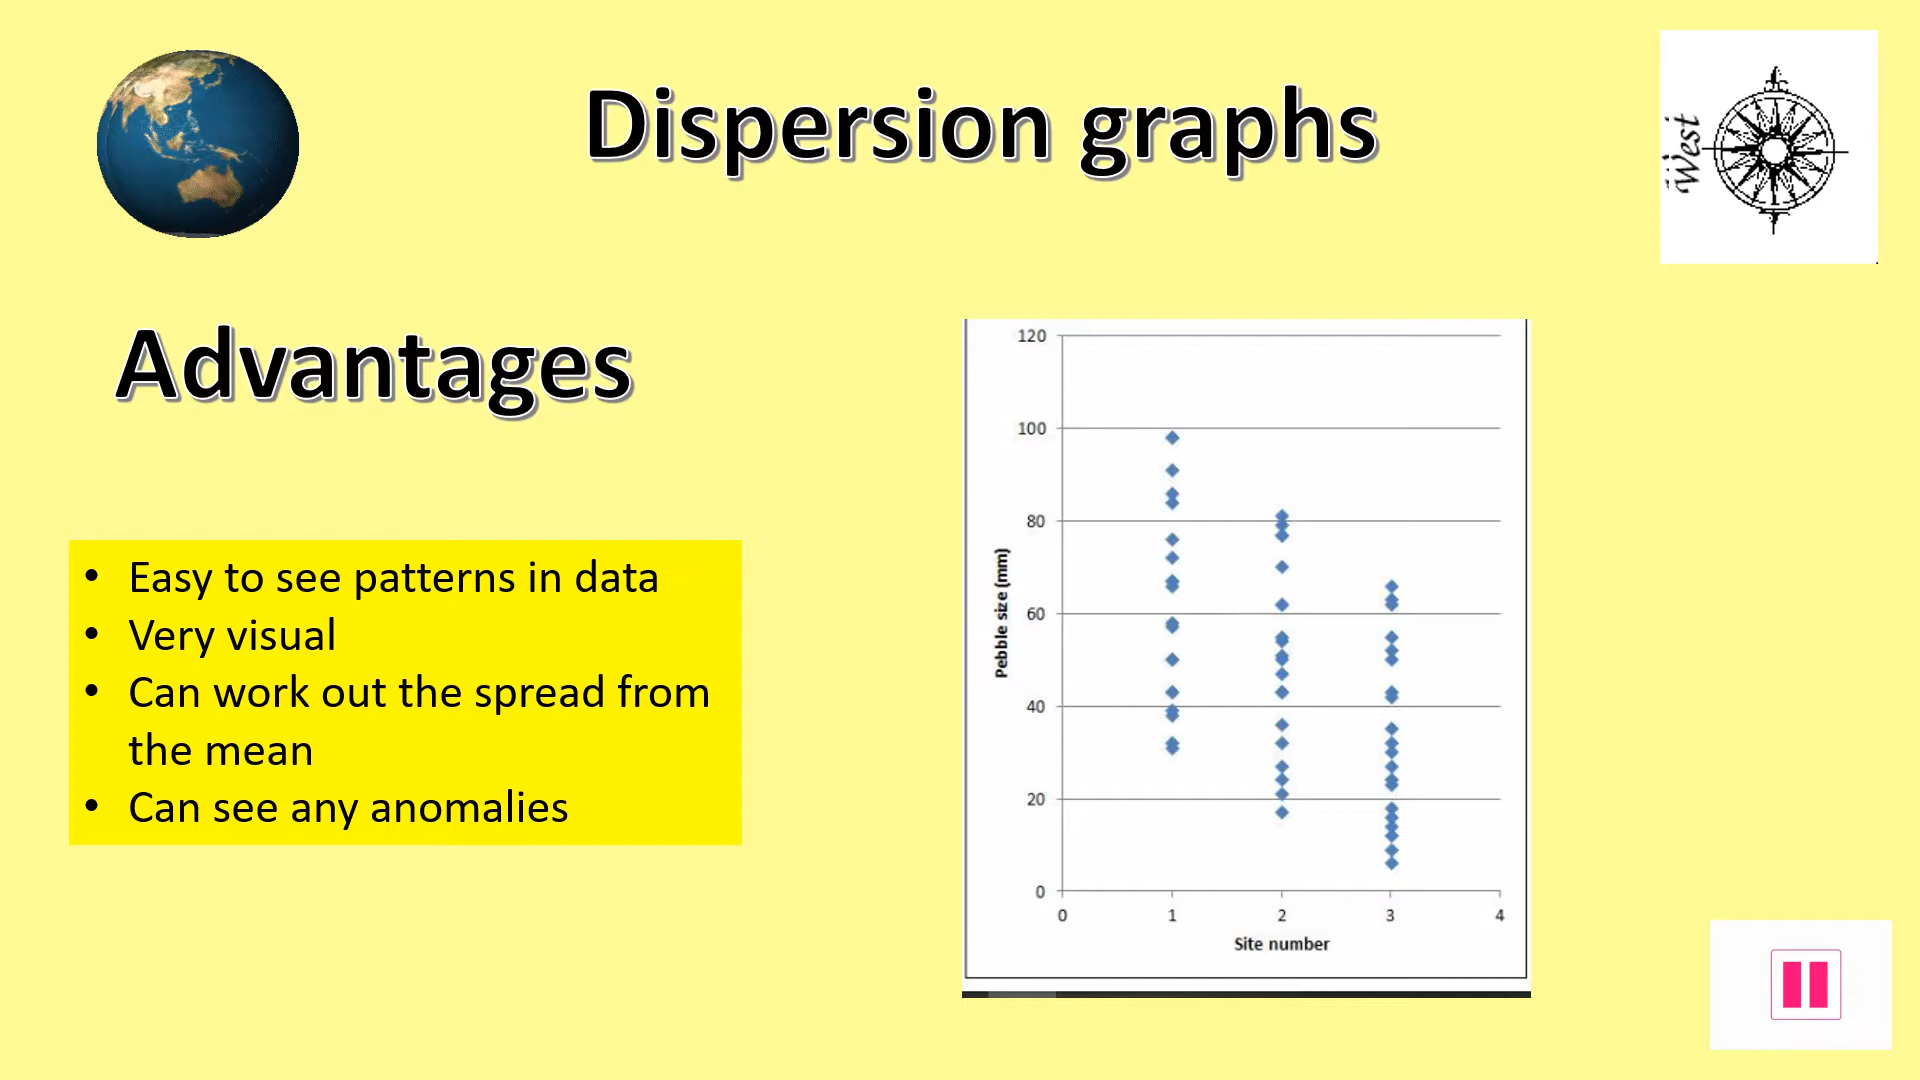 Dispersion graphs
West
Advantages
• Easy to see patterns in data
• Very visual
• Can work out the spread from
the mean
• Can see any anomalies
120
100
80
60
40
20
0
Pebble size (mm)
0 1 2 3 4
Site number